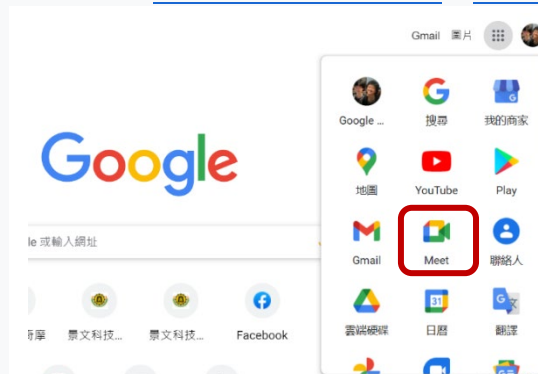 Gmail 圖片
Google ... 搜尋 我的商家
Google
地圖 YouTube Play
le 或輸入網址
Gmail Meet 聯絡人
景文科技... 景文科技... Facebook
31
雲端硬碟 日曆 翻譯